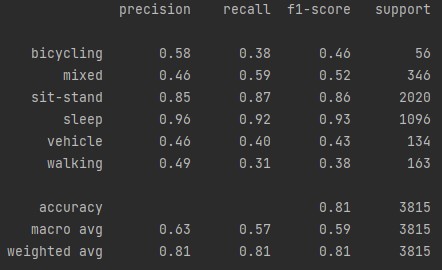 precision recall f1-score support
bicycling 0.58 0.38 0.46 56
mixed 0.46 0.59 0.52 346
sit-stand 0.85 0.87 0.86 2020
sleep 0.96 0.92 0.93 1096
vehicle 0.46 0.40 0.43 134
walking 0.49 0.31 0.38 163
accuracy 0.81 3815
macro avg 0.63 0.57 0.59 3815
weighted avg 0.81 0.81 0.81 3815